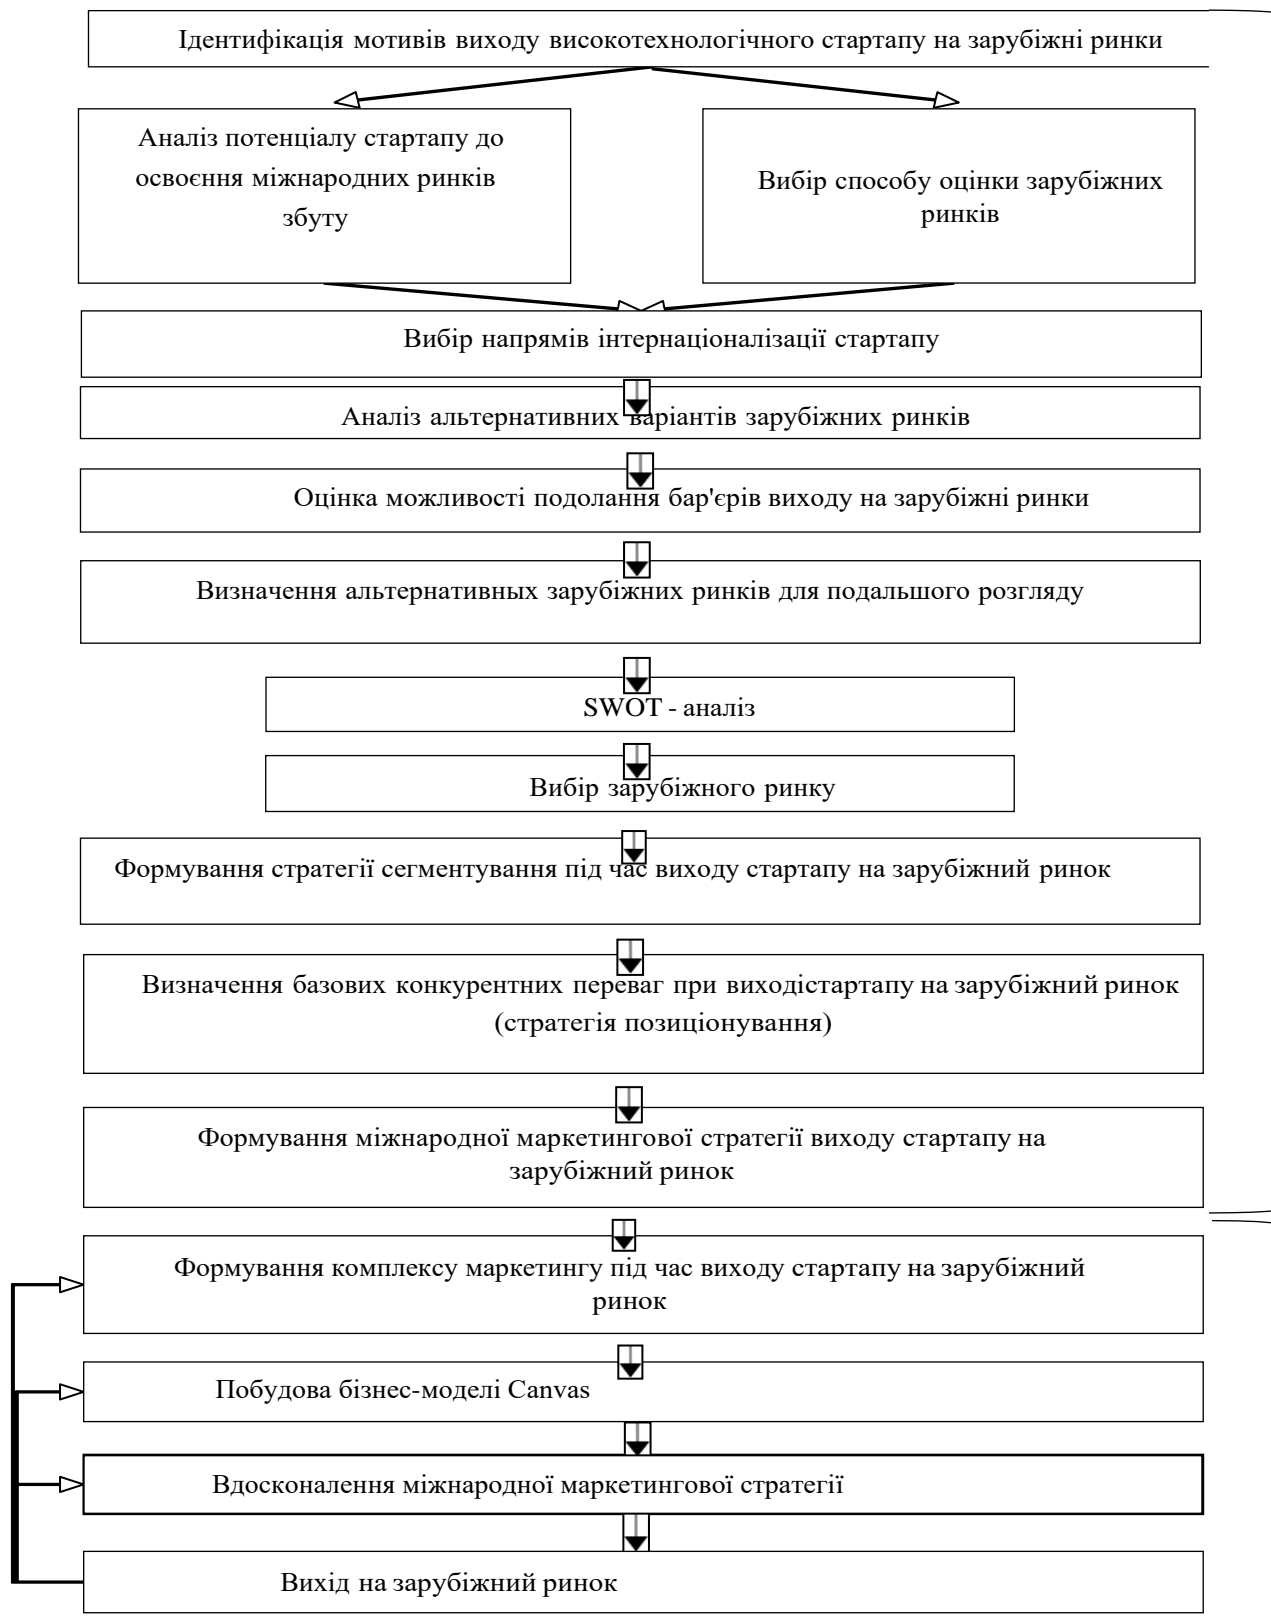 Ідентифікація мотивів виходу високотехнологічного стартапу на зарубіжні ринки
Аналіз потенціалу стартапу до
освоєння міжнародних ринків
збуту
Вибір способу оцінки зарубіжних
ринків
Вибір напрямів інтернаціоналізації стартапу
Аналіз альтернативних варіантів зарубіжних ринків
Оцінка можливості подолання бар'єрів виходу на зарубіжні ринки
Визначення альтернативных зарубіжних ринків для подальшого розгляду
SWOT - аналіз
Вибір зарубіжного ринку
Формування стратегії сегментування під час виходу стартапу на зарубіжний ринок
Визначення базових конкурентних переваг при виходістартапу на зарубіжний ринок
(стратегія позиціонування)
Формування міжнародної маркетингової стратегії виходу стартапу на
зарубіжний ринок
Формування комплексу маркетингу під час виходу стартапу на зарубіжний
ринок
Побудова бізнес-моделі Canvas
Вдосконалення міжнародної маркетингової стратегії
Вихід на зарубіжний ринок